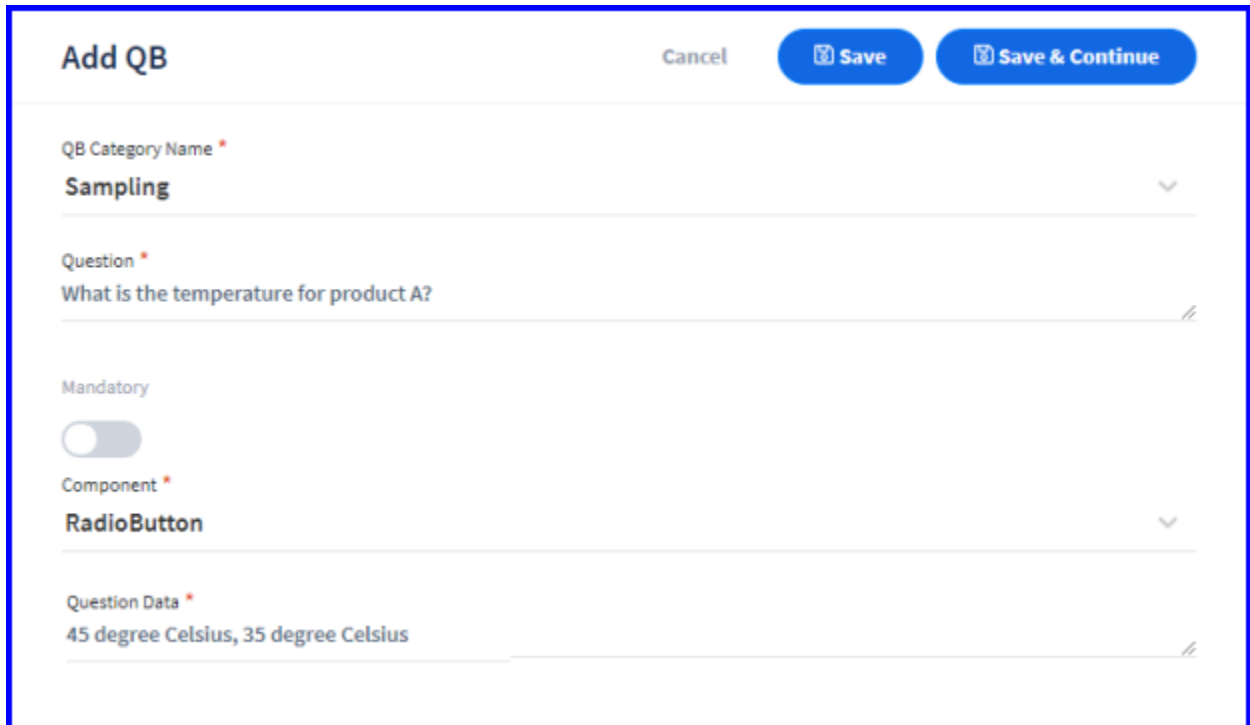 Add QB
Cancel
Save
Save & Continue
QB Category Name *
Sampling
Question *
What is the temperature for product A?
Mandatory
Component *
RadioButton
Question Data *
45 degree Celsius, 35 degree Celsius